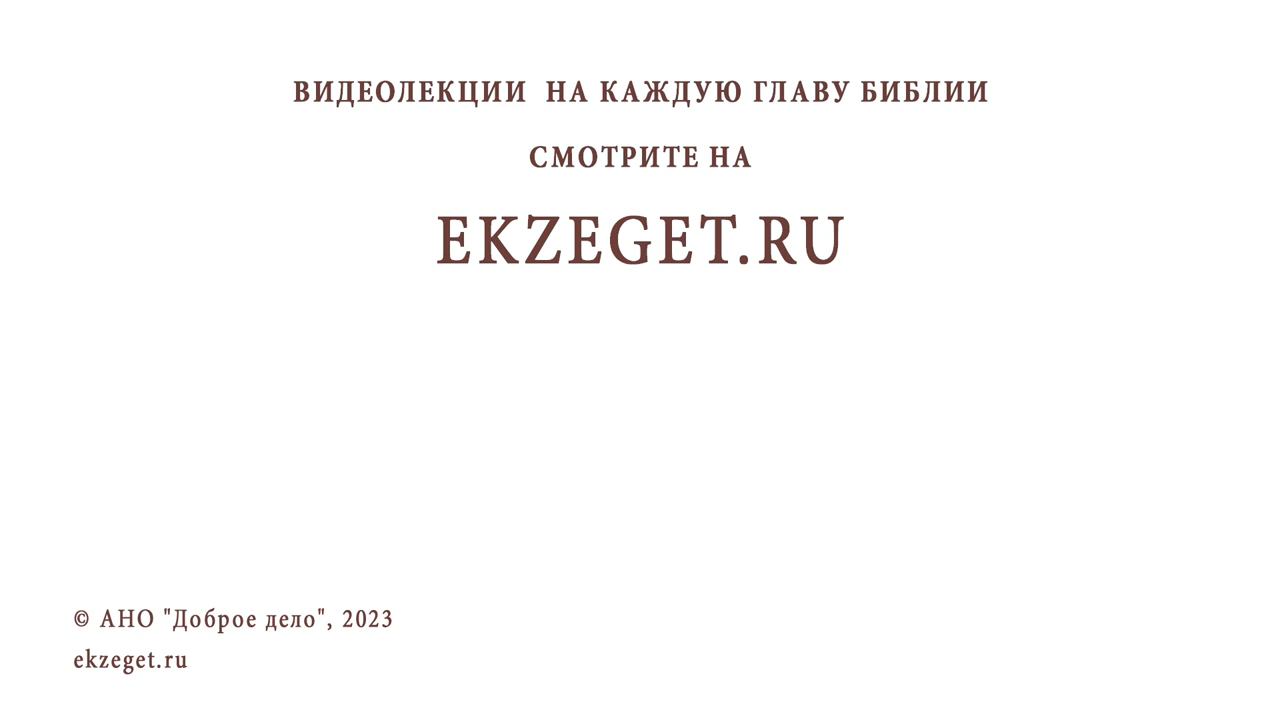 ВИДЕОЛЕКЦИИ НА КАЖДУЮ ГЛАВУ БИБЛИИ
СМОТРИТЕ НА
EKZEGET.RU
© АНО "Доброе дело", 2023
ekzeget.ru